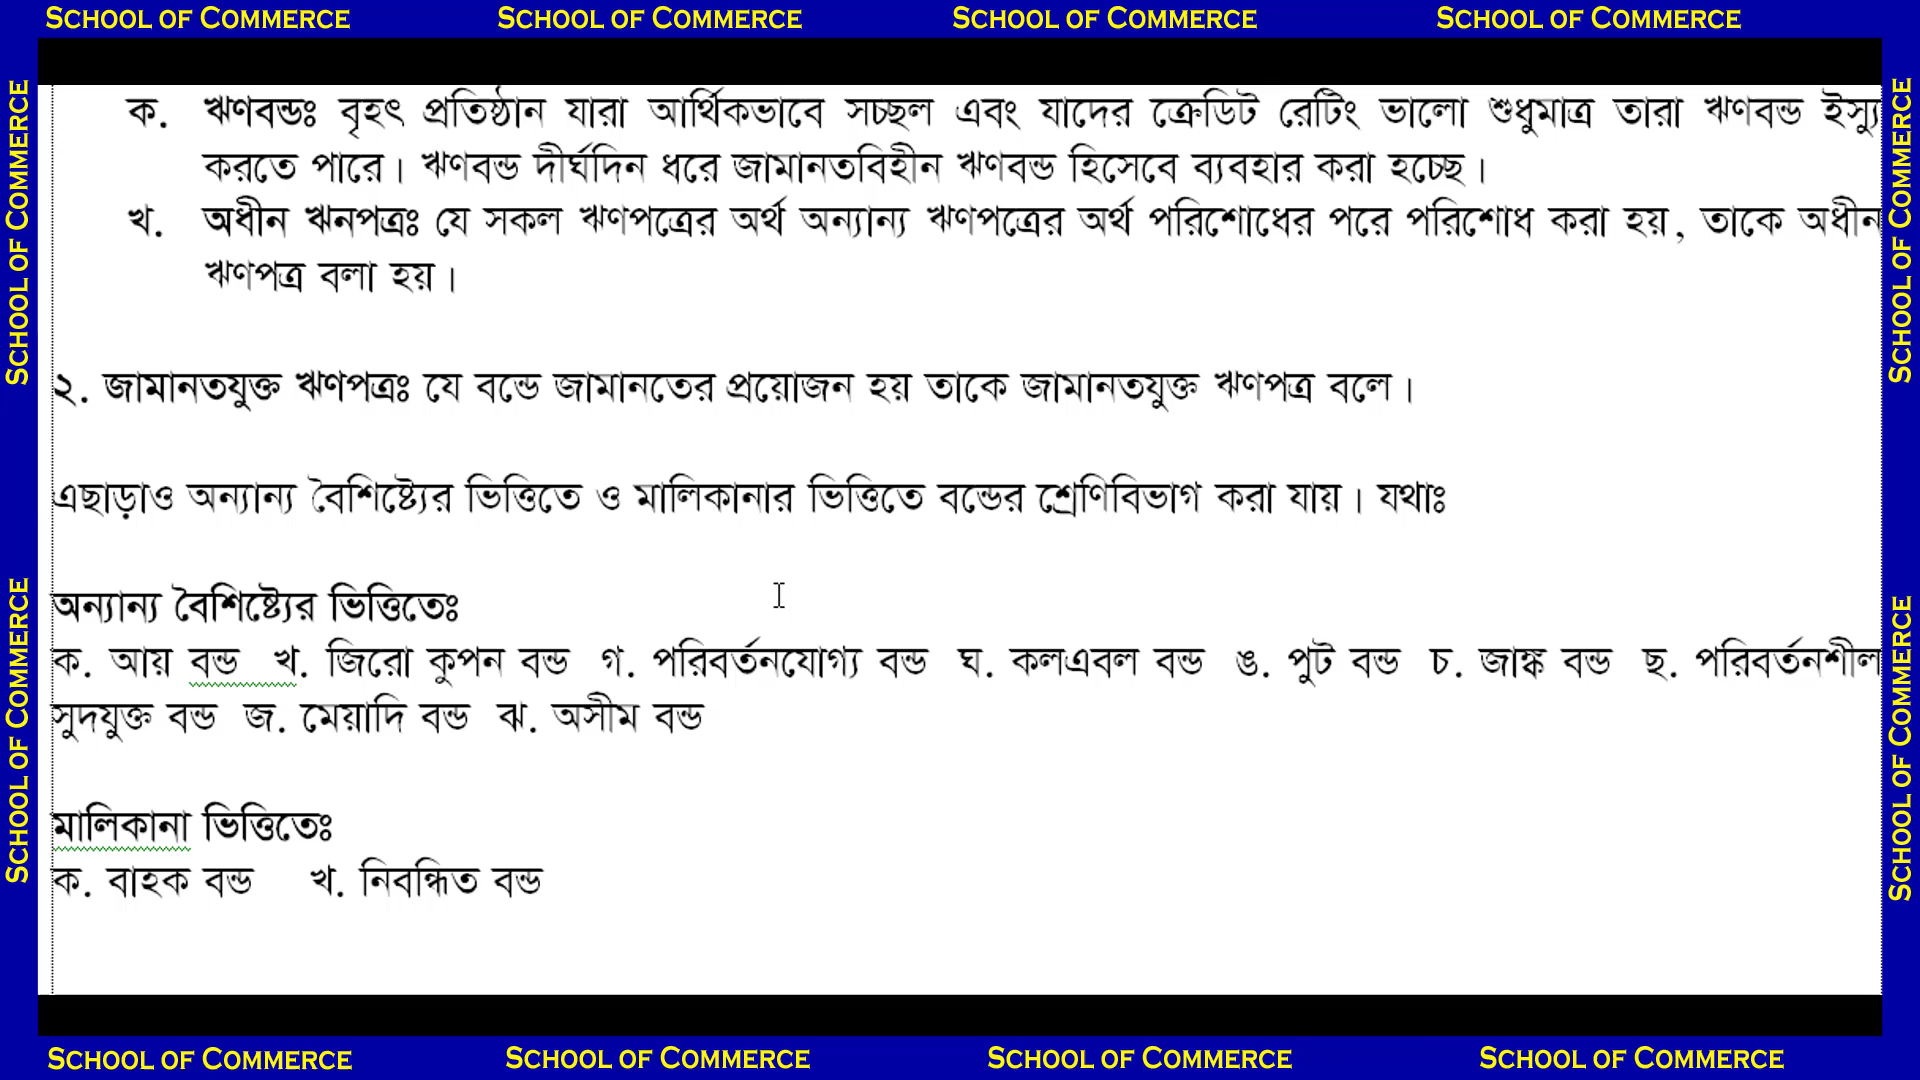 SCHOOL OF COMMERCE SCHOOL OF COMMERCE SCHOOL OF COMMERCE SCHOOL OF COMMERCE
SCHOOL OF COMMERCE
SCHOOL OF COMMERCE
ক. ঋণবন্ডঃ বৃহৎ প্রতিষ্ঠান যারা আর্থিকভাবে সচ্ছল এবং যাদের ক্রেডিট রেটিং ভালো শুধুমাত্র তারা ঋণবন্ড ইস্যু
করতে পারে। ঋণবন্ড দীর্ঘদিন ধরে জামানতবিহীন ঋণবন্ড হিসেবে ব্যবহার করা হচ্ছে।
খ. অধীন ঋনপত্রঃ যে সকল ঋণপত্রের অর্থ অন্যান্য ঋণপত্রের অর্থ পরিশোধের পরে পরিশোধ করা হয়, তাকে অধীন
ঋণপত্র বলা হয়।
২. জামানতযুক্ত ঋণপত্রঃ যে বন্ডে জামানতের প্রয়োজন হয় তাকে জামানতযুক্ত ঋণপত্র বলে।
এছাড়াও অন্যান্য বৈশিষ্ট্যের ভিত্তিতে ও মালিকানার ভিত্তিতে বন্ডের শ্রেণিবিভাগ করা যায়। যথাঃ
অন্যান্য বৈশিষ্ট্যের ভিত্তিতেঃ
ক. আয় বন্ড খ. জিরো কুপন বন্ড গ. পরিবর্তনযোগ্য বন্ড ঘ. কলএবল বন্ড ঙ. পুট বন্ড চ. জাঙ্ক বন্ড ছ. পরিবর্তনশীল
সুদযুক্ত বন্ড জ. মেয়াদি বন্ড ঝ. অসীম বন্ড
মালিকানা ভিত্তিতেঃ
ক. বাহক বন্ড খ. নিবন্ধিত বন্ড
SCHOOL OF COMMERCE
SCHOOL OF COMMERCE
SCHOOL OF COMMERCE SCHOOL OF COMMERCE SCHOOL OF COMMERCE SCHOOL OF COMMERCE